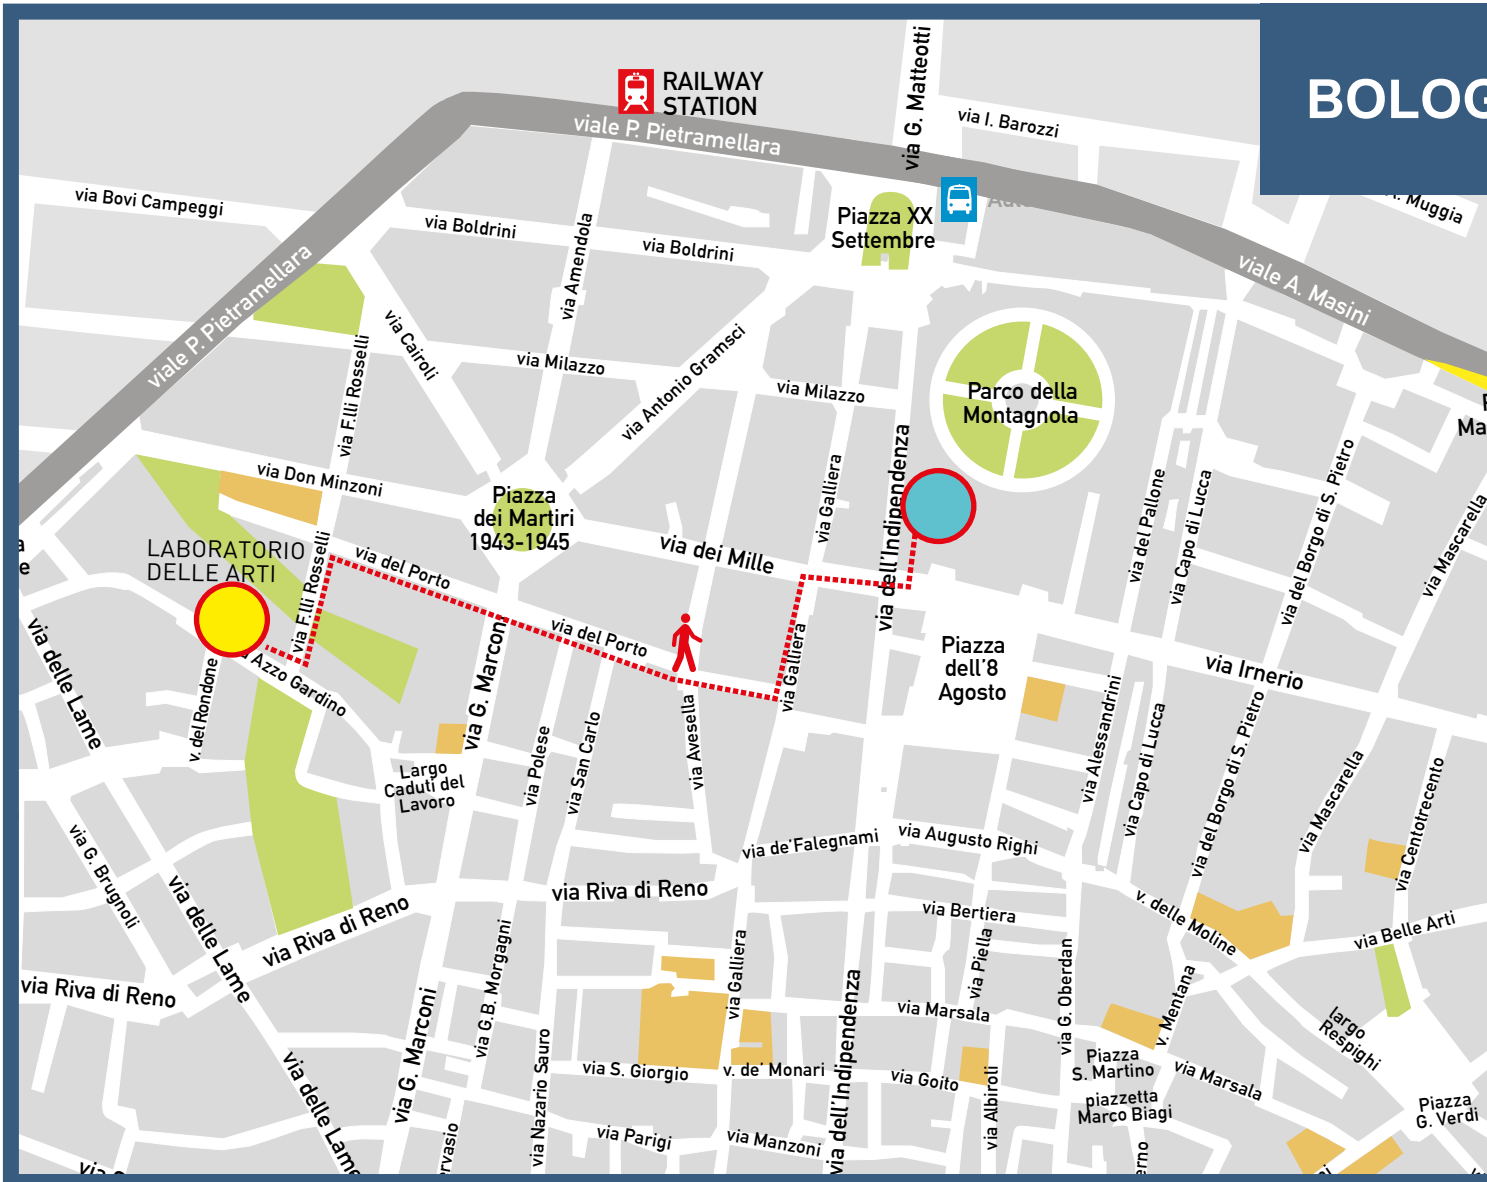 BOLOG
RAILWAY
STATION
viale P. Pietramellara
via G. Matteotti
via I. Barozzi
Muggia
via Bovi Campeggi
via Boldrini
via Boldrini
via Amendola
Piazza XX
Settembre
viale A. Masini
viale P. Pietramellara
via Cairoli
via F.lli Rosselli
via Milazzo
via Antonio Gramsci
via Milazzo
Parco della
Montagnola
Ma
via Don Minzoni
Piazza
dei Martiri
1943-1945
via Galliera
via dell'Indipendenza
via del Pallone
via Capo di Lucca
via del Borgo di S. Pietro
via Mascarella
LABORATORIO
DELLE ARTI
via F.lli Rosselli
via del Porto
via dei Mille
a
e
via delle Lame
v. del Rondone
Azzo Gardino
via G. Marconi
via del Porto
via Galliera
Piazza
dell'8
Agosto
via Irnerio
via Avesella
via Polese
via San Carlo
Largo
Caduti del
Lavoro
via Alessandrini
via Capo di Lucca
via del Borgo di S. Pietro
via Mascarella
via Centotrecento
via G. Brugnoli
via de' Falegnami
via Augusto Righi
via delle Lame
via Riva di Reno
via Riva di Reno
via Bertiera
v. delle Moline
via Belle Arti
via Riva di Reno
via G.B. Morgagni
via Galliera
via dell'Indipendenza
via Piella
via G. Oberdan
via Marsala
v. Mentana
largo
Respighi
via G. Marconi
via Nazario Sauro
via S. Giorgio
v. de' Monari
via Goito
via Albiroli
Piazza
S. Martino
piazzetta
Marco Biagi
via Marsala
Piazza
G. Verdi
via delle Lame
rvasio
via Parigi
via Manzoni
erno